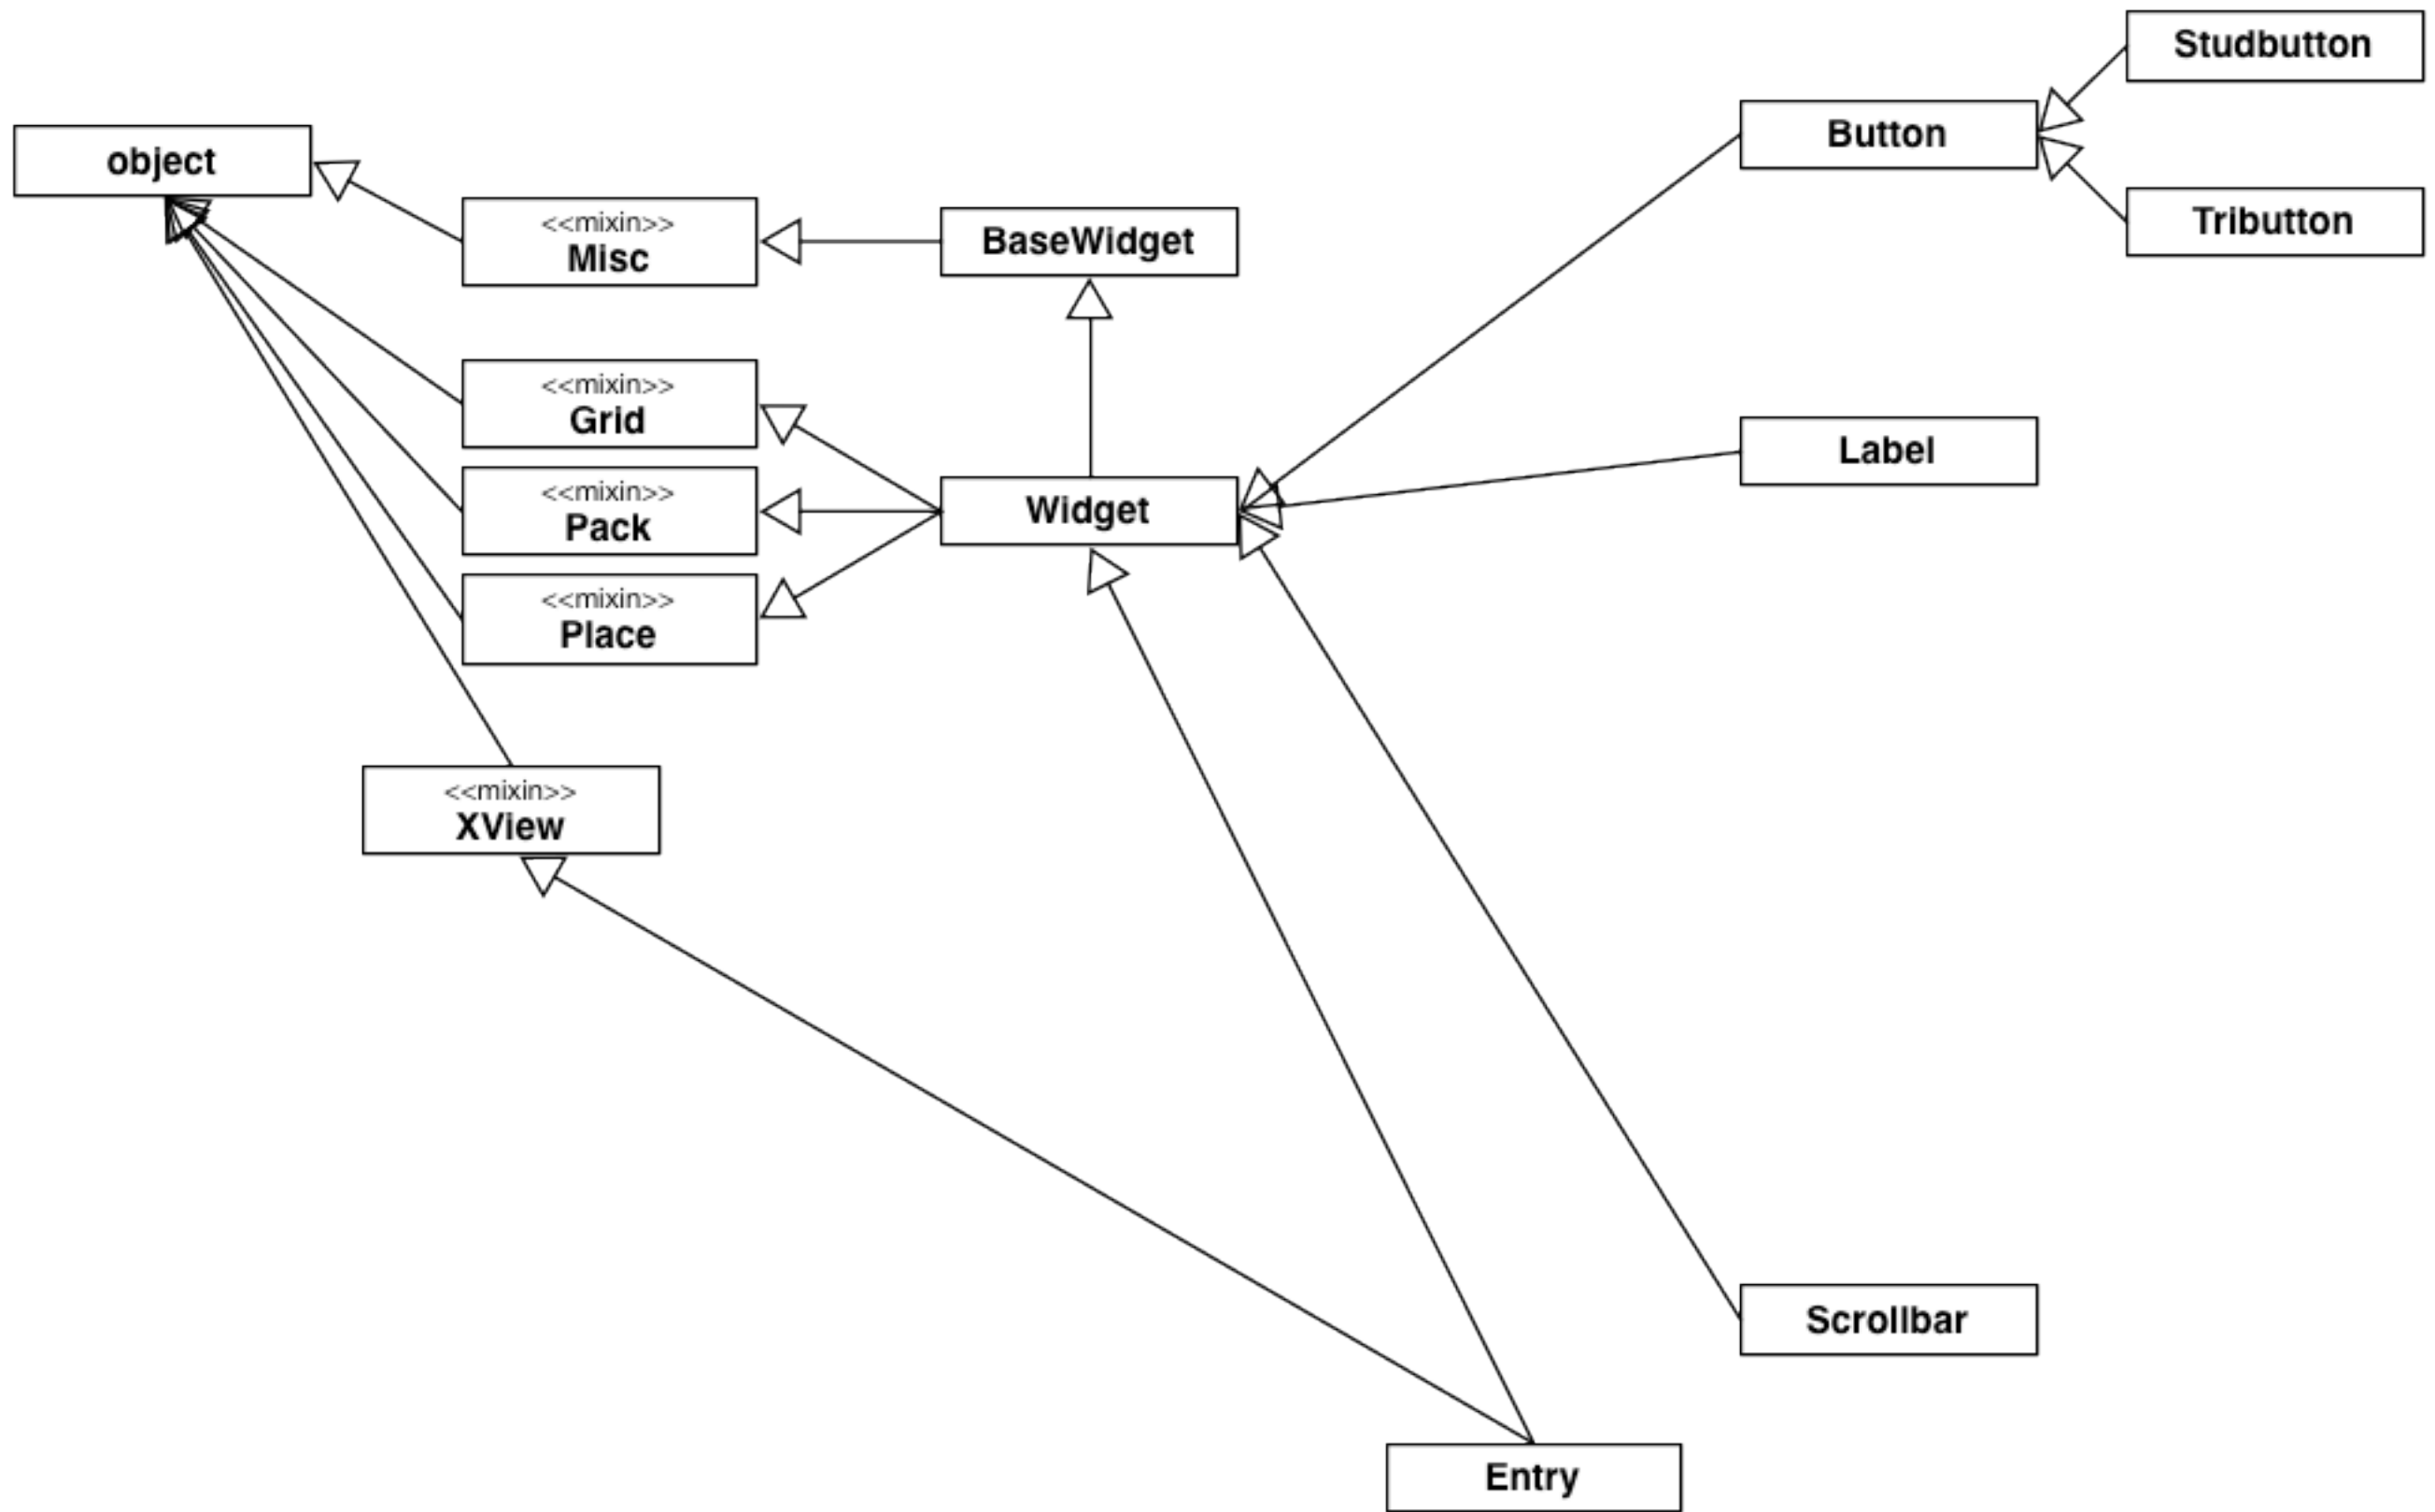 Studbutton
Button
object
Tributton
<<mixin>>
Misc
BaseWidget
<<mixin>>
Grid
Label
<<mixin>>
Pack
Widget
<<mixin>>
Place
<<mixin>>
XView
Scrollbar
Entry